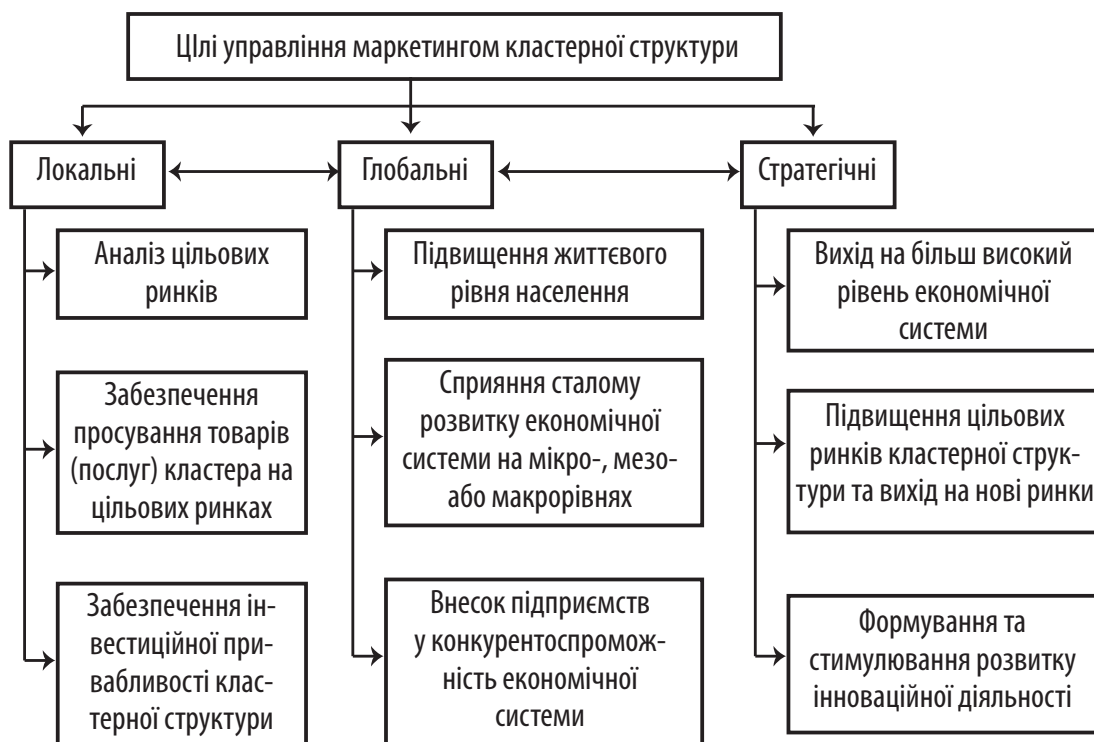 ЦІлі управління маркетингом кластерної структури
Локальні
Глобальні
Стратегічні
Аналіз цільових
ринків
Забезпечення
просування товарів
(послуг) кластера на
цільових ринках
Забезпечення ін-
вестиційної при-
вабливості клас-
терної структури
Підвищення життєвого
рівня населення
Сприяння сталому
розвитку економічної
системи на мікро-, мезо-
або макрорівнях
Внесок підприємств
у конкурентоспромож-
ність економічної
системи
Вихід на більш високий
рівень економічної
системи
Підвищення цільових
ринків кластерної струк-
тури та вихід на нові ринки
Формування та
стимулювання розвитку
інноваційної діяльності